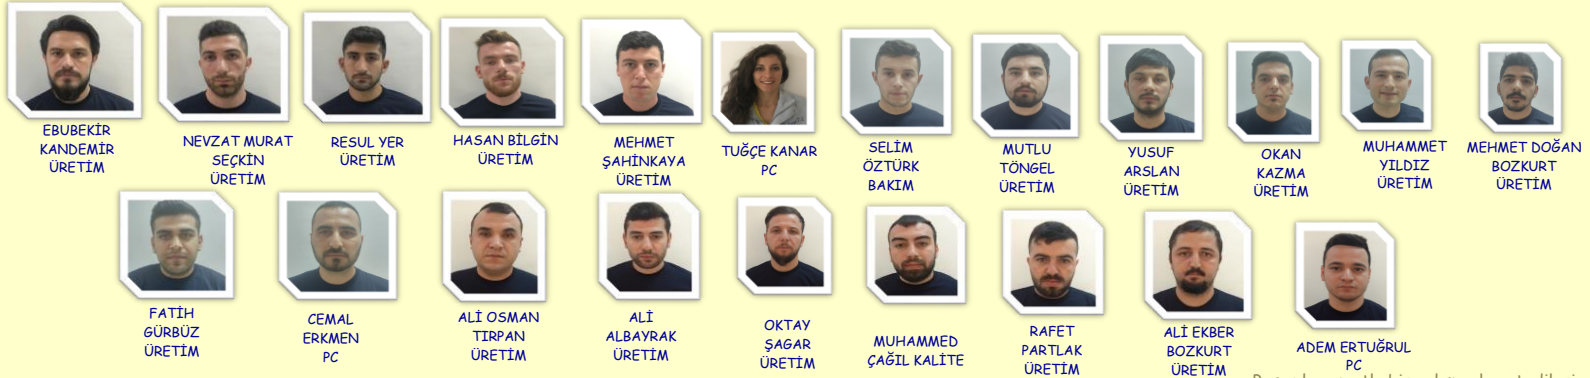 EBUBEKİR
KANDEMİR
ÜRETİM
NEVZAT MURAT
SEÇKİN
ÜRETİM
RESUL YER
ÜRETİM
HASAN BİLGİN
ÜRETİM
MEHMET
ŞAHİNKAYA
ÜRETİM
TUĞÇE KANAR
PC
SELİM
ÖZTÜRK
BAKIM
MUTLU
TÖNGEL
ÜRETİM
YUSUF
ARSLAN
ÜRETİM
OKAN
KAZMA
ÜRETİM
MUHAMMET
YILDIZ
ÜRETİM
MEHMET DOĞAN
BOZKURT
ÜRETİM
FATİH
GÜRBÜZ
ÜRETİM
CEMAL
ERKMEN
PC
ALİ OSMAN
TIRPAN
ÜRETİM
ALİ
ALBAYRAK
ÜRETİM
OKTAY
ŞAGAR
ÜRETİM
MUHAMMED
ÇAĞIL KALİTE
RAFET
PARTLAK
ÜRETİM
ALİ EKBER
BOZKURT
ÜRETİM
ADEM ERTUĞRUL
PC